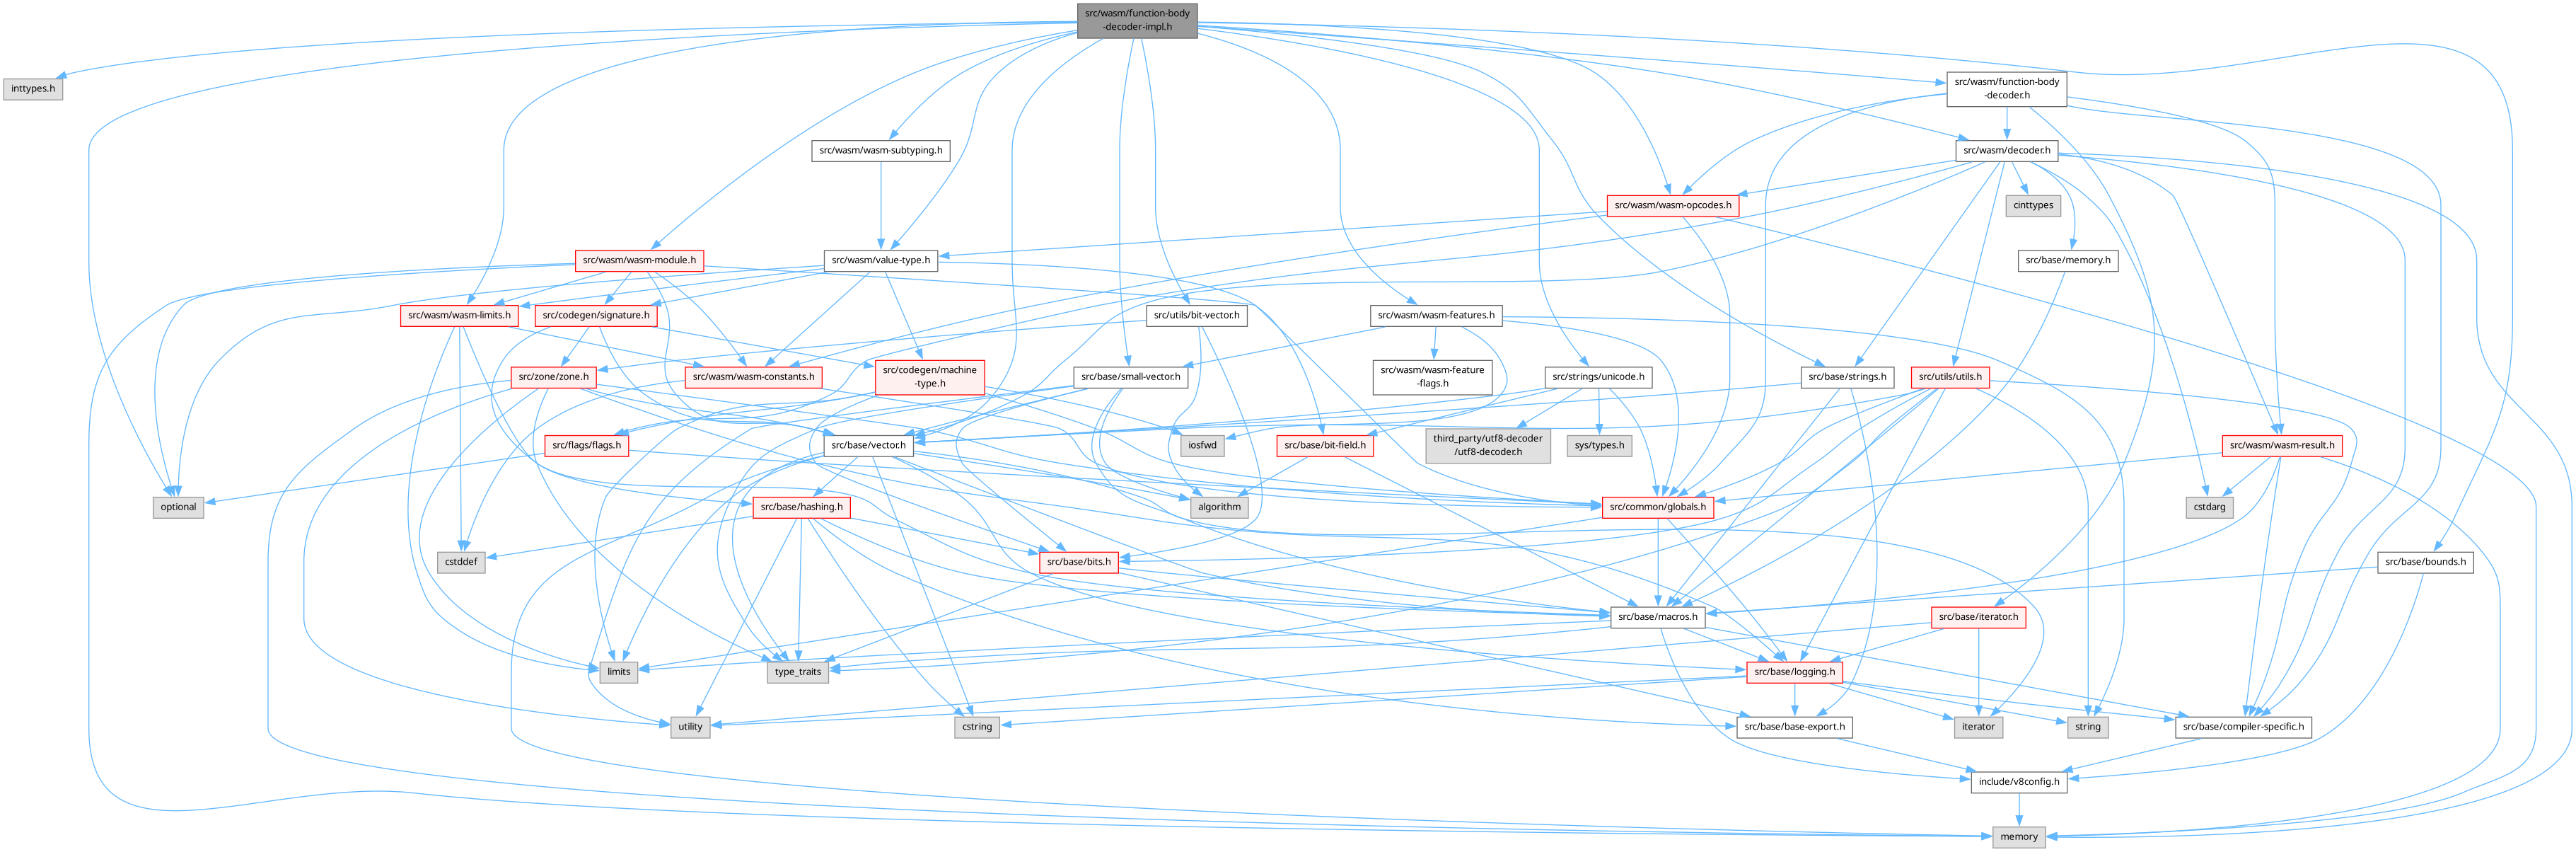 src/wasm/function-body
-decoder-impl.h
inttypes.h
src/wasm/function-body
-decoder.h
src/wasm/wasm-subtyping.h
src/wasm/decoder.h
src/wasm/wasm-opcodes.h
cinttypes
src/wasm/wasm-module.h
src/wasm/value-type.h
src/base/memory.h
src/wasm/wasm-limits.h
src/codegen/signature.h
src/utils/bit-vector.h
src/wasm/wasm-features.h
src/zone/zone.h
src/wasm/wasm-constants.h
src/codegen/machine
-type.h
src/base/small-vector.h
src/wasm/wasm-feature
-flags.h
src/strings/unicode.h
src/base/strings.h
src/utils/utils.h
src/flags/flags.h
src/base/vector.h
iosfwd
src/base/bit-field.h
third_party/utf8-decoder
/utf8-decoder.h
sys/types.h
src/wasm/wasm-result.h
optional
src/base/hashing.h
algorithm
src/common/globals.h
cstdarg
cstddef
src/base/bits.h
src/base/bounds.h
src/base/macros.h
src/base/iterator.h
limits
type_traits
src/base/logging.h
utility
cstring
src/base/base-export.h
iterator
string
src/base/compiler-specific.h
include/v8config.h
memory